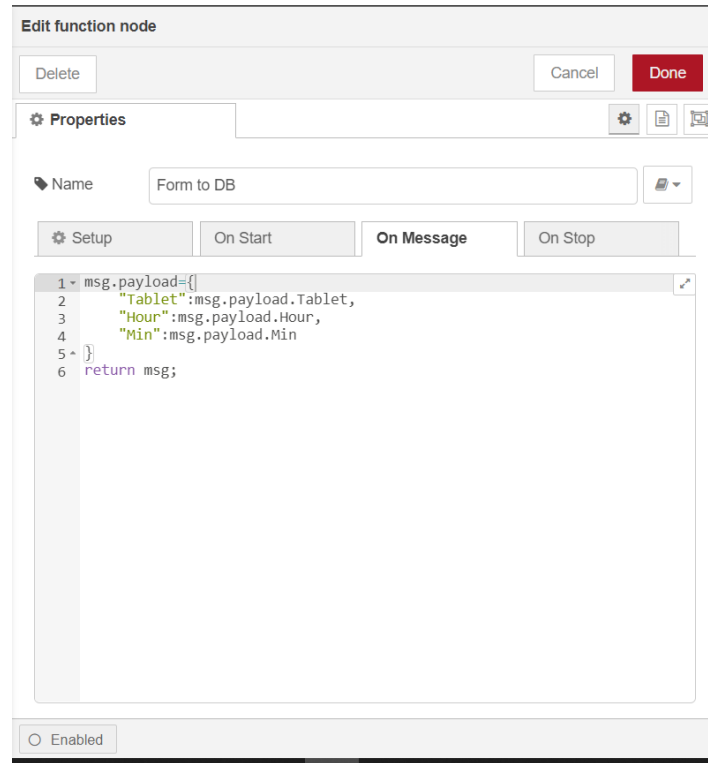 Edit function node
Delete
Cancel
Done
Properties
Name
Form to DB
Setup
On Start
On Message
On Stop
1 msg.payload={
2     "Tablet":msg.payload.Tablet,
3     "Hour":msg.payload.Hour,
4     "Min":msg.payload.Min
5 }
6 return msg;
Enabled